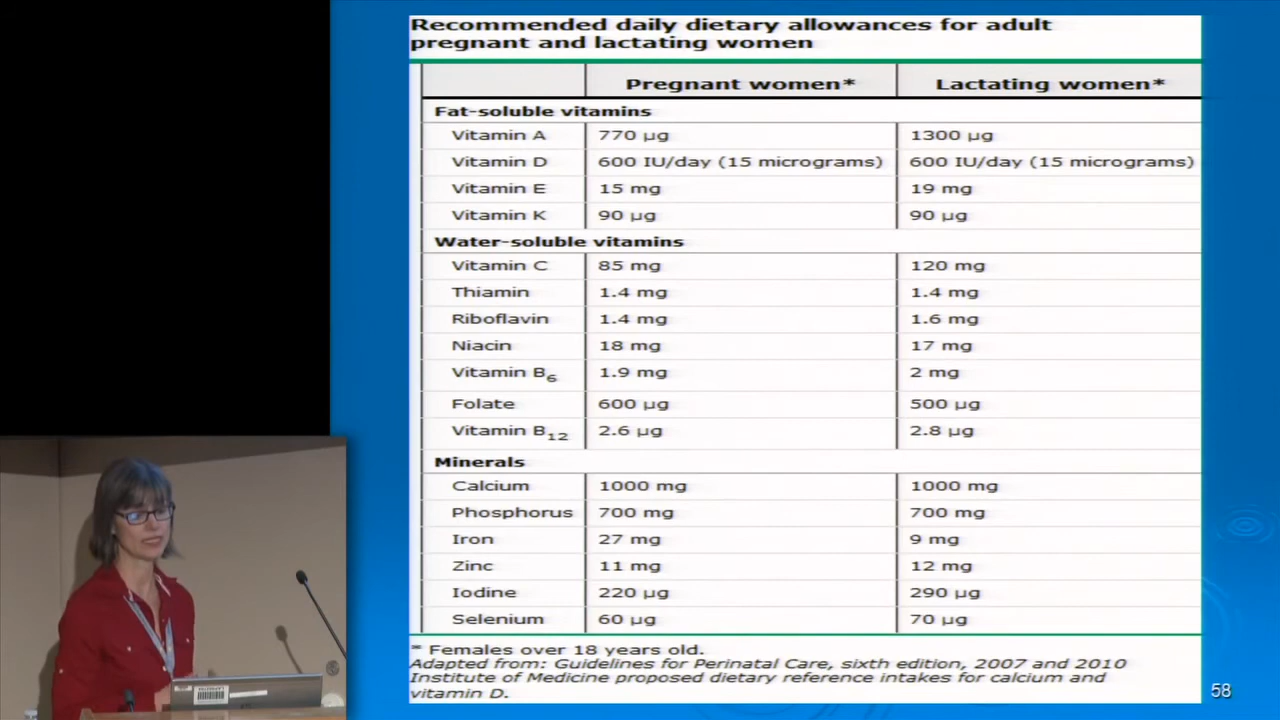 Recommended daily dietary allowances for adult
pregnant and lactating women
Pregnant women* Lactating women*
Fat-soluble vitamins
Vitamin A 770 µg 1300 µg
Vitamin D 600 IU/day (15 micrograms) 600 IU/day (15 micrograms)
Vitamin E 15 mg 19 mg
Vitamin K 90 µg 90 µg
Water-soluble vitamins
Vitamin C 85 mg 120 mg
Thiamin 1.4 mg 1.4 mg
Riboflavin 1.4 mg 1.6 mg
Niacin 18 mg 17 mg
Vitamin B6 1.9 mg 2 mg
Folate 600 µg 500 µg
Vitamin B12 2.6 µg 2.8 µg
Minerals
Calcium 1000 mg 1000 mg
Phosphorus 700 mg 700 mg
Iron 27 mg 9 mg
Zinc 11 mg 12 mg
Iodine 220 µg 290 µg
Selenium 60 µg 70 µg
* Females over 18 years old.
Adapted from: Guidelines for Perinatal Care, sixth edition, 2007 and 2010
Institute of Medicine proposed dietary reference intakes for calcium and
vitamin D.
58